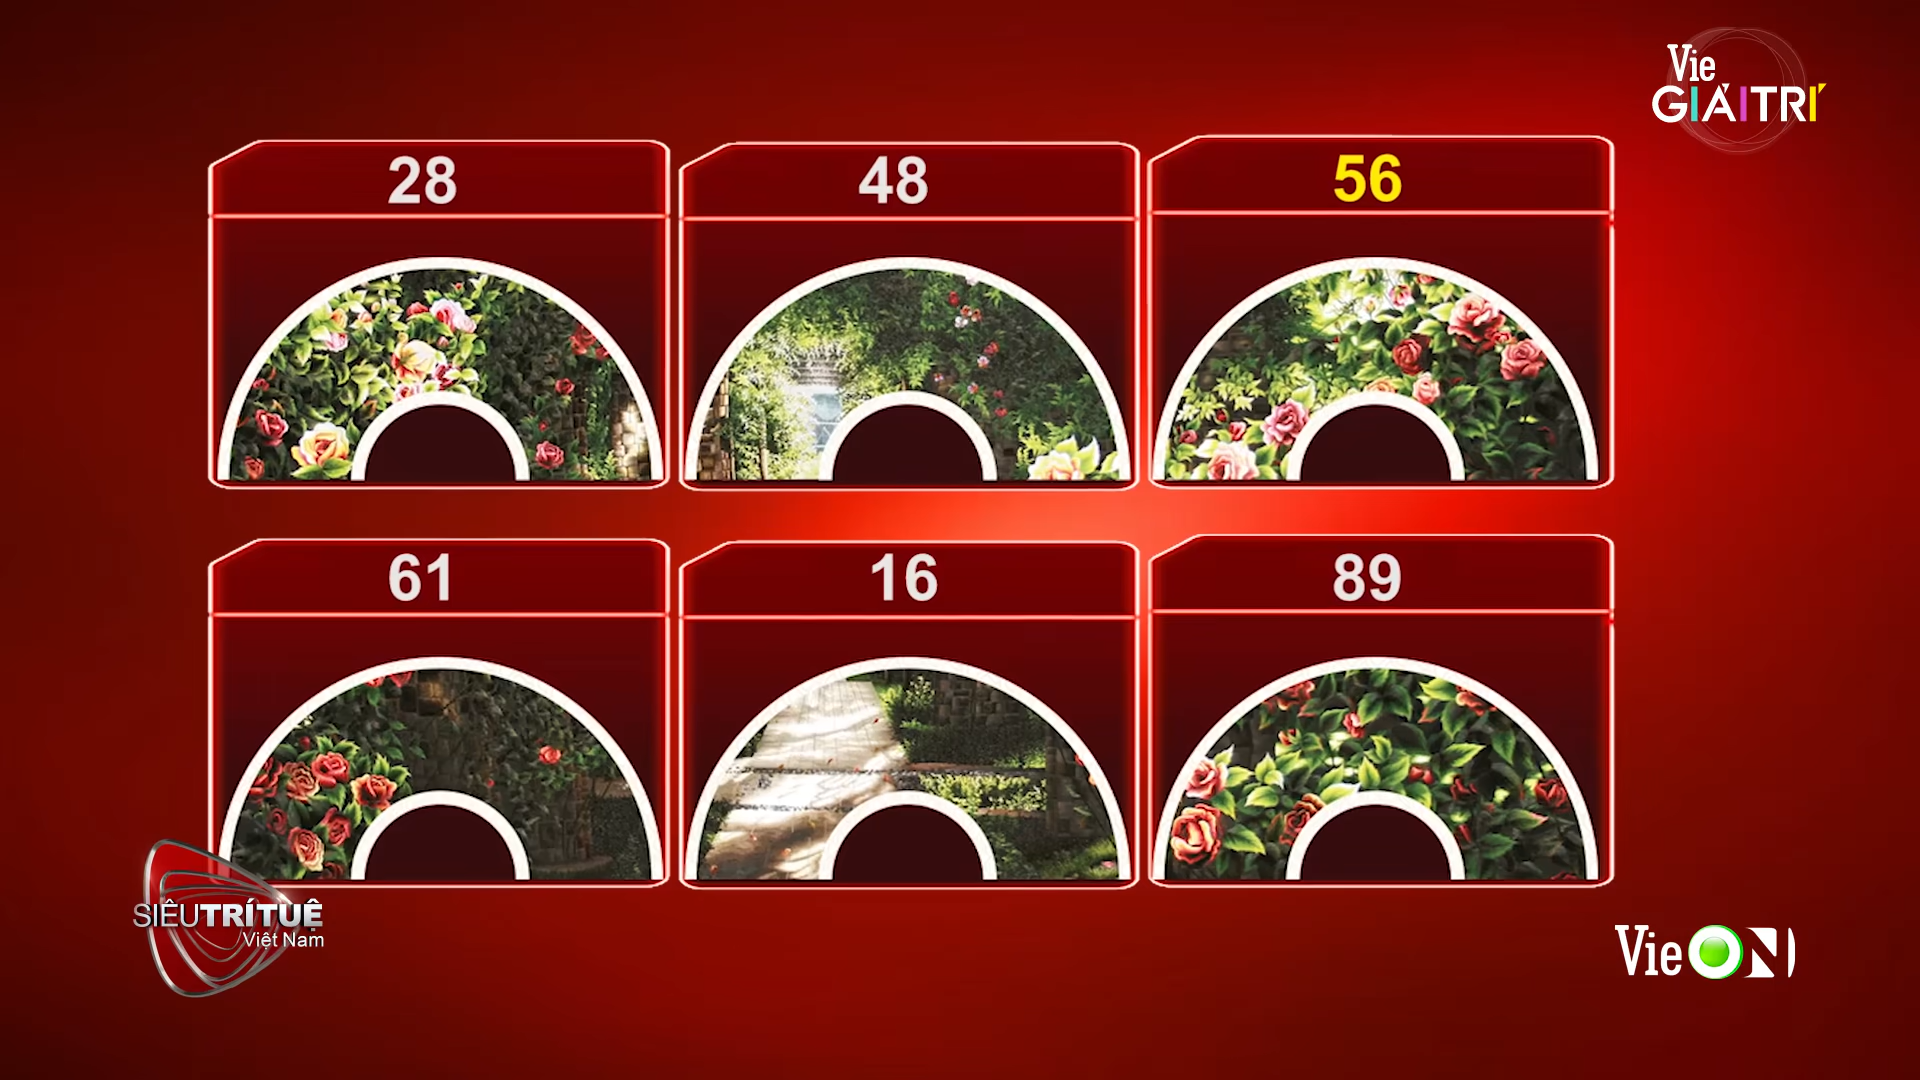 Vie
GIẢI TRÍ
28
48
56
61
16
89
SIÊU TRÍ TUỆ
Việt Nam
VieON